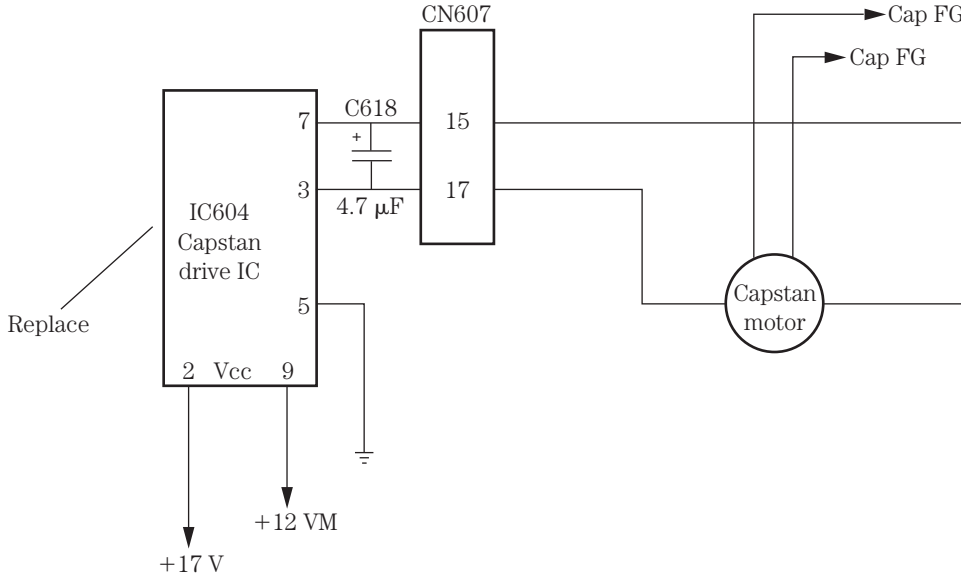 CN607
Cap FG
Cap FG
C618
7
15
+
3
17
4.7 μF
IC604
Capstan
drive IC
5
Capstan
motor
Replace
2 Vcc 9
+12 VM
+17 V